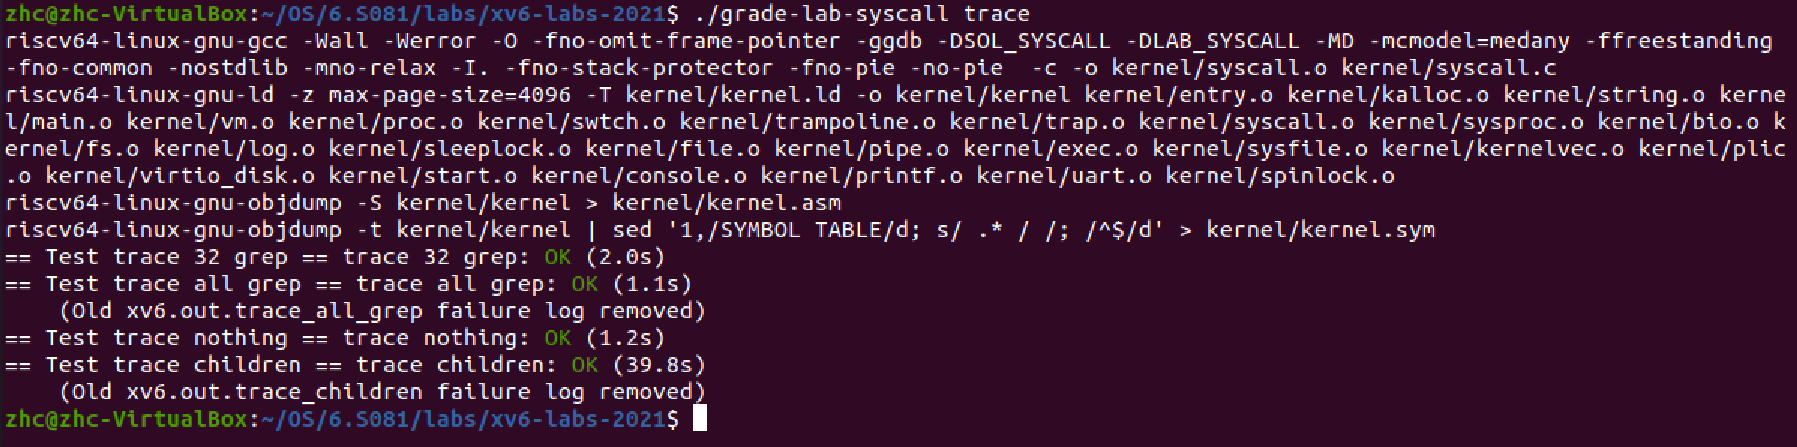 zhc@zhc-VirtualBox:~/OS/6.S081/labs/xv6-labs-2021$ ./grade-lab-syscall trace
riscv64-linux-gnu-gcc -Wall -Werror -O -fno-omit-frame-pointer -ggdb -DSOL_SYSCALL -DLAB_SYSCALL -MD -mcmodel=medany -ffreestanding
-fno-common -nostdlib -mno-relax -I. -fno-stack-protector -fno-pie -no-pie  -c -o kernel/syscall.o kernel/syscall.c
riscv64-linux-gnu-ld -z max-page-size=4096 -T kernel/kernel.ld -o kernel/kernel kernel/entry.o kernel/kalloc.o kernel/string.o kerne
l/main.o kernel/vm.o kernel/proc.o kernel/swtch.o kernel/trampoline.o kernel/trap.o kernel/syscall.o kernel/sysproc.o kernel/bio.o k
ernel/fs.o kernel/log.o kernel/sleeplock.o kernel/file.o kernel/pipe.o kernel/exec.o kernel/sysfile.o kernel/kernelvec.o kernel/plic
.o kernel/virtio_disk.o kernel/start.o kernel/console.o kernel/printf.o kernel/uart.o kernel/spinlock.o
riscv64-linux-gnu-objdump -S kernel/kernel > kernel/kernel.asm
riscv64-linux-gnu-objdump -t kernel/kernel | sed '1,/SYMBOL TABLE/d; s/ .* / /; /^$/d' > kernel/kernel.sym
== Test trace 32 grep == trace 32 grep: OK (2.0s)
== Test trace all grep == trace all grep: OK (1.1s)
    (Old xv6.out.trace_all_grep failure log removed)
== Test trace nothing == trace nothing: OK (1.2s)
== Test trace children == trace children: OK (39.8s)
    (Old xv6.out.trace_children failure log removed)
zhc@zhc-VirtualBox:~/OS/6.S081/labs/xv6-labs-2021$